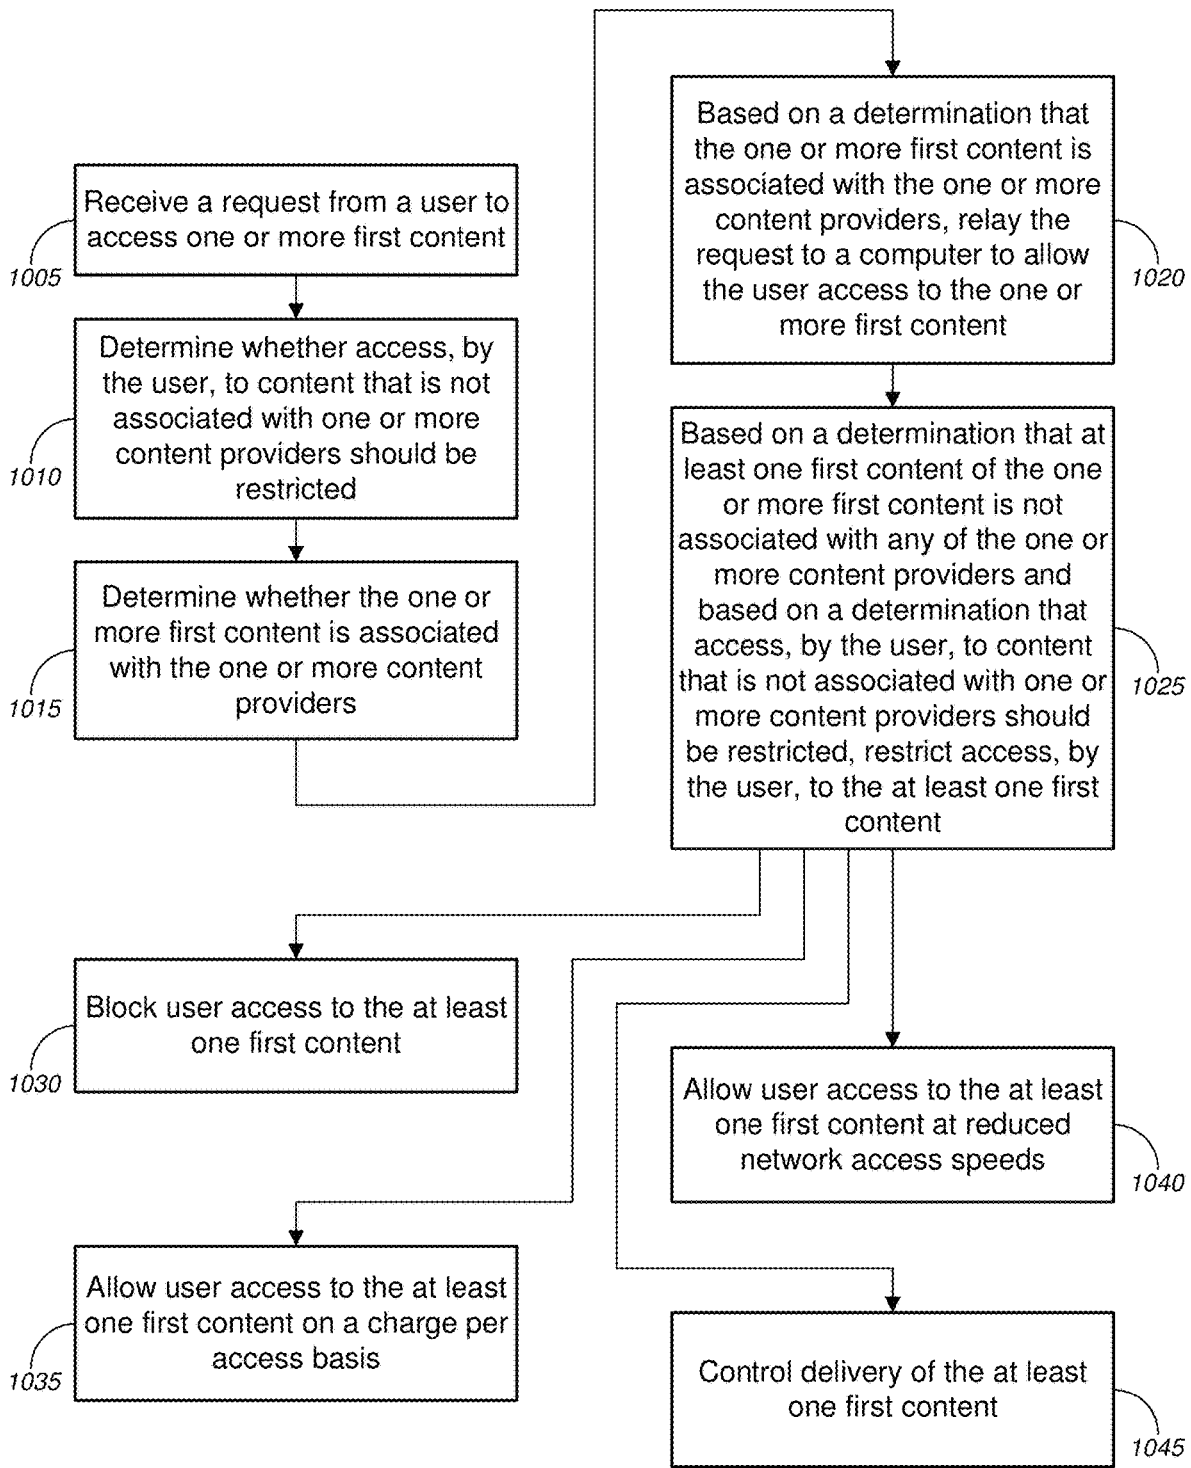 Receive a request from a user to
access one or more first content
1005
Determine whether access, by
the user, to content that is not
associated with one or more
content providers should be
restricted
1010
Determine whether the one or
more first content is associated
with the one or more content
providers
1015
Based on a determination that
the one or more first content is
associated with the one or more
content providers, relay the
request to a computer to allow
the user access to the one or
more first content
1020
Based on a determination that at
least one first content of the one
or more first content is not
associated with any of the one or
more content providers and
based on a determination that
access, by the user, to content
that is not associated with one or
more content providers should
be restricted, restrict access, by
the user, to the at least one first
content
1025
Block user access to the at least
one first content
1030
Allow user access to the at least
one first content on a charge per
access basis
1035
Allow user access to the at least
one first content at reduced
network access speeds
1040
Control delivery of the at least
one first content
1045